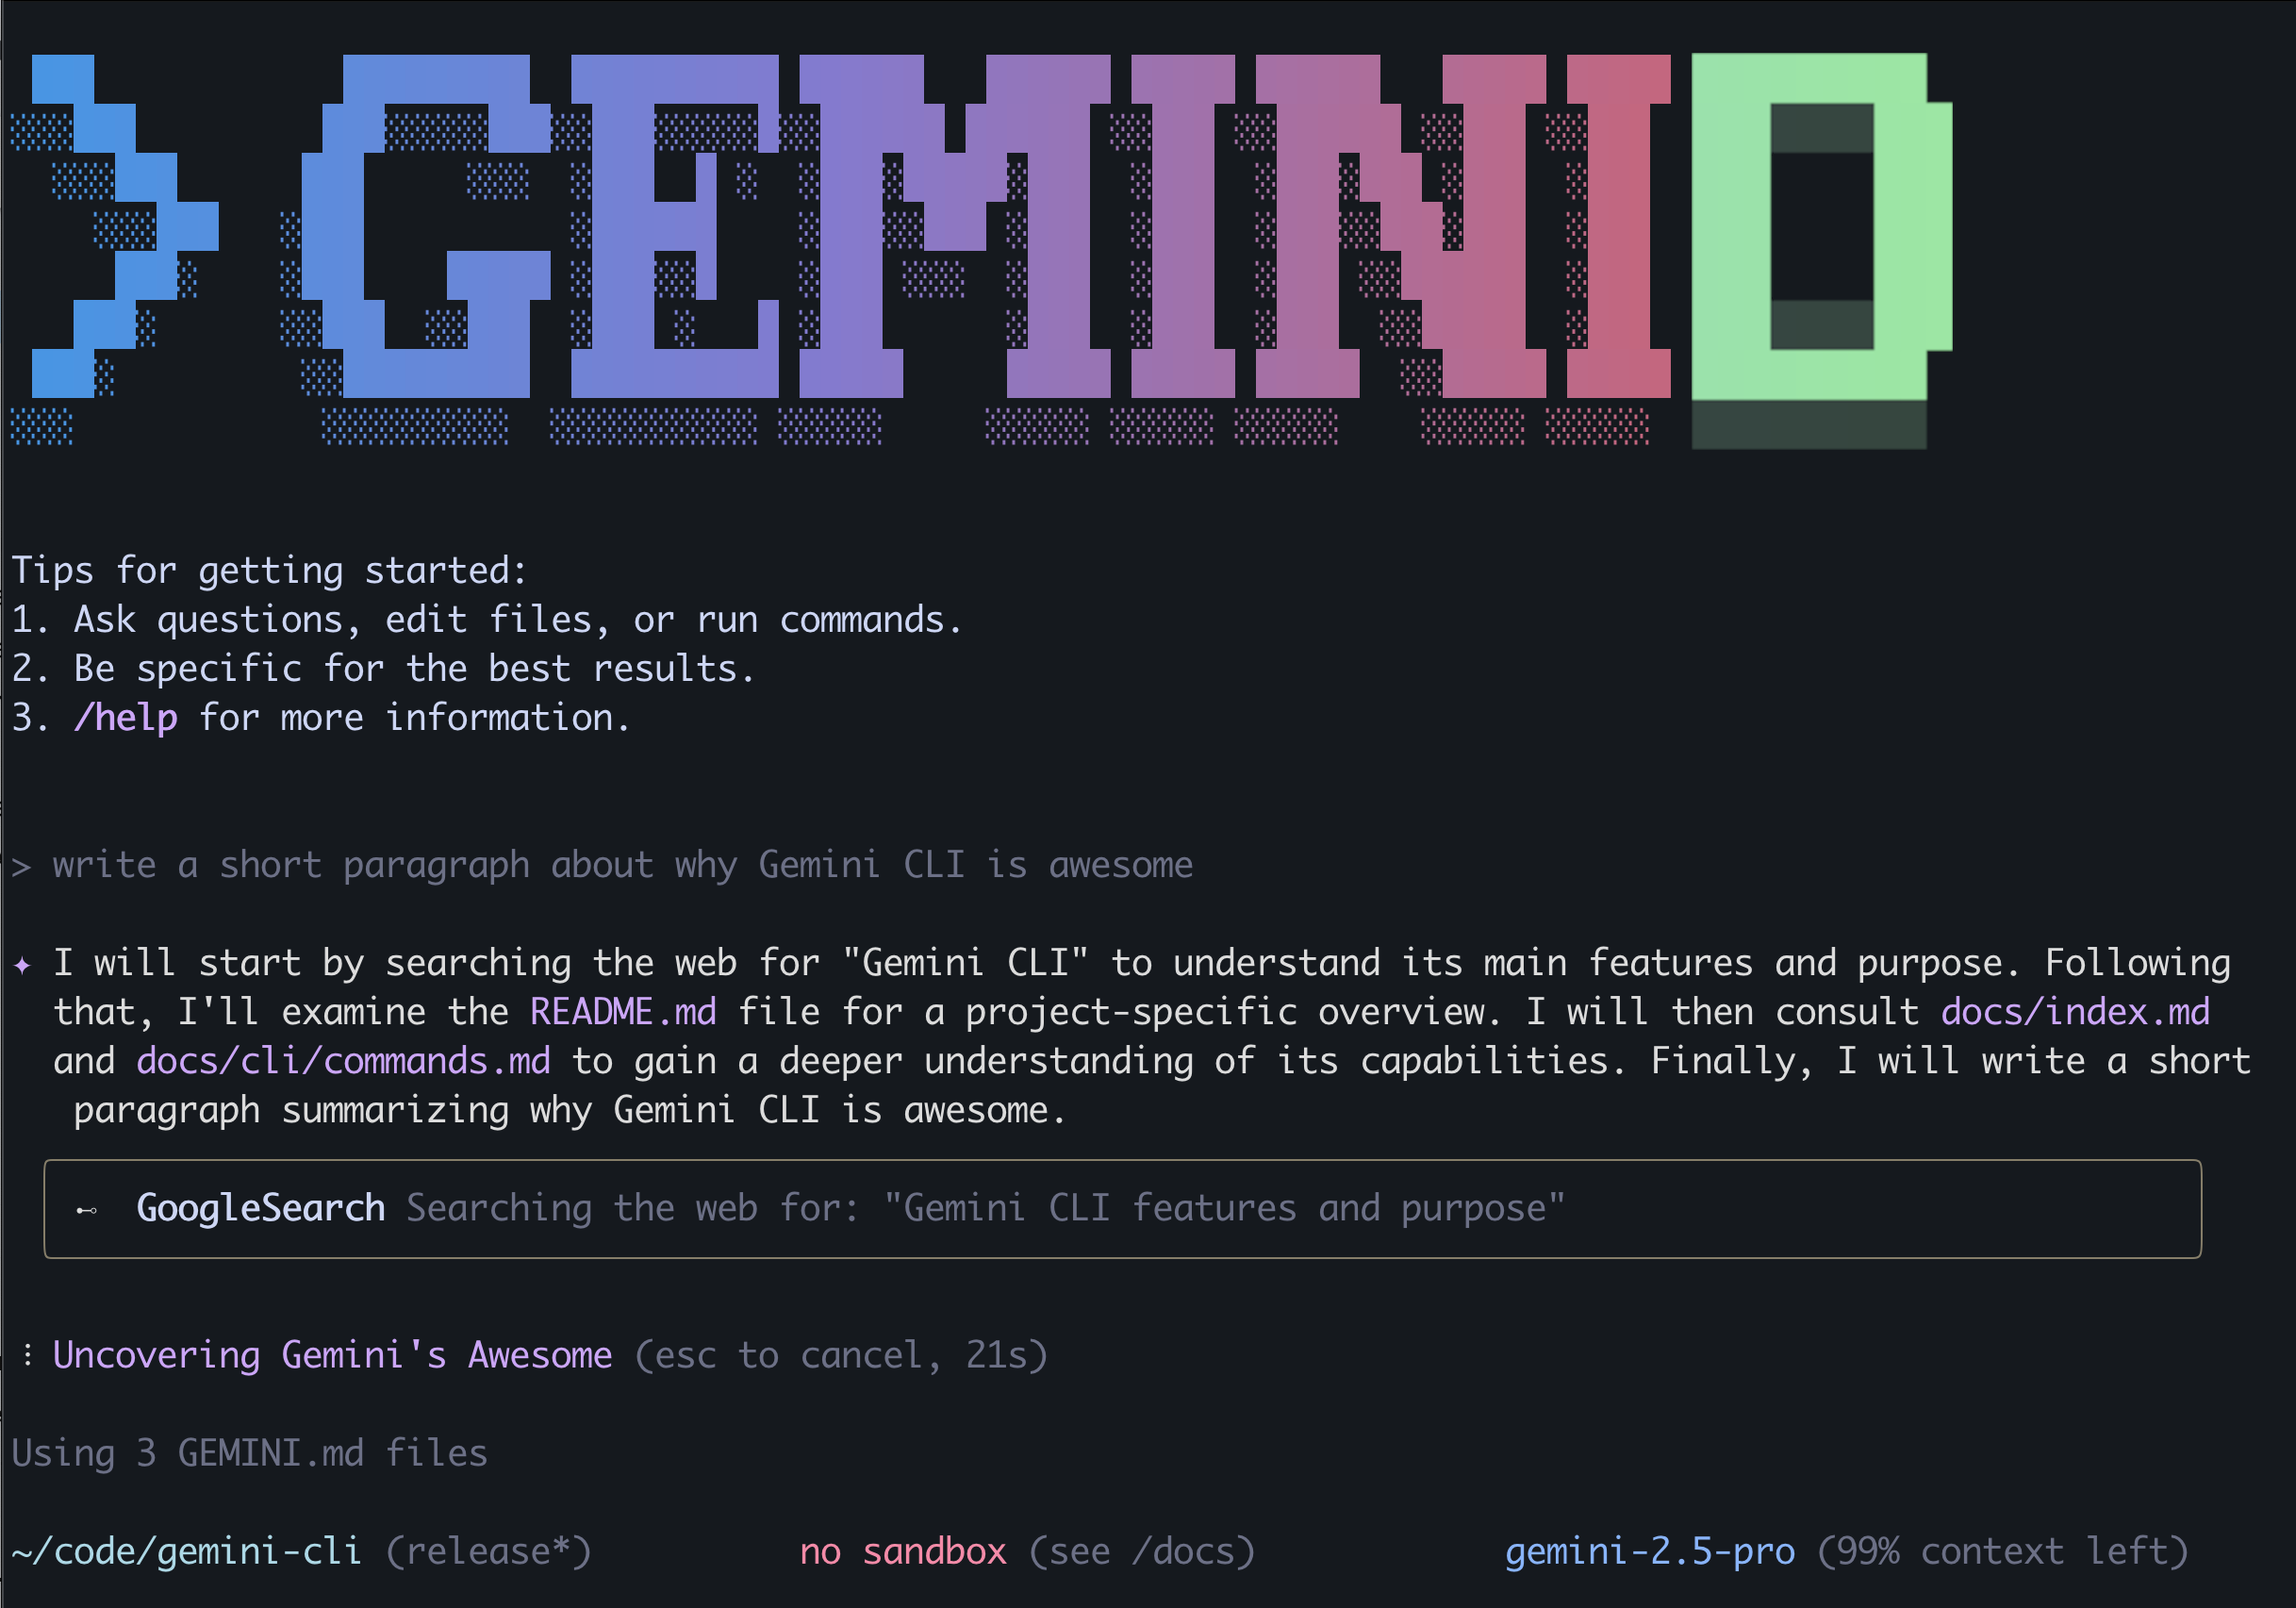 > GEMINID
Tips for getting started:
1. Ask questions, edit files, or run commands.
2. Be specific for the best results.
3. /help for more information.
> write a short paragraph about why Gemini CLI is awesome
✦ I will start by searching the web for "Gemini CLI" to understand its main features and purpose. Following
that, I'll examine the README.md file for a project-specific overview. I will then consult docs/index.md
and docs/cli/commands.md to gain a deeper understanding of its capabilities. Finally, I will write a short
paragraph summarizing why Gemini CLI is awesome.
⊷ GoogleSearch Searching the web for: "Gemini CLI features and purpose"
⠸ Uncovering Gemini's Awesome (esc to cancel, 21s)
Using 3 GEMINI.md files
~/code/gemini-cli (release*) no sandbox (see /docs) gemini-2.5-pro (99% context left)